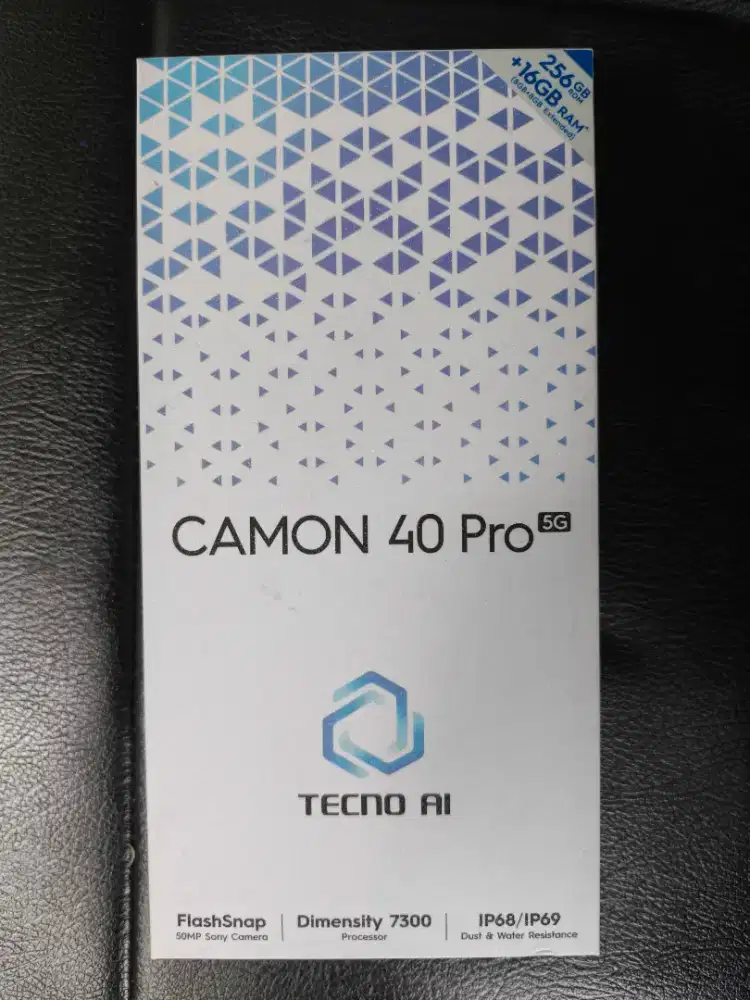 256GB ROM
+16GB RAM*
(8GB+8GB Extended)
CAMON 40 Pro 5G
TECNO AI
FlashSnap
50MP Sony Camera
Dimensity 7300
Processor
IP68/IP69
Dust & Water Resistance